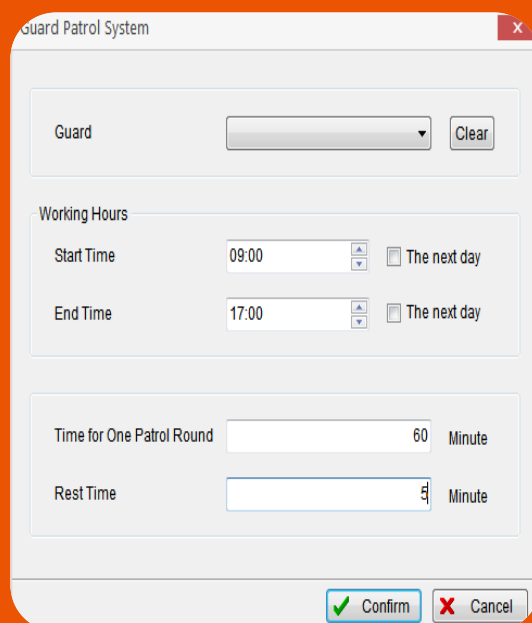 Guard Patrol System x
Guard Clear
Working Hours
Start Time 09:00 The next day
End Time 17:00 The next day
Time for One Patrol Round 60 Minute
Rest Time 5 Minute
Confirm Cancel